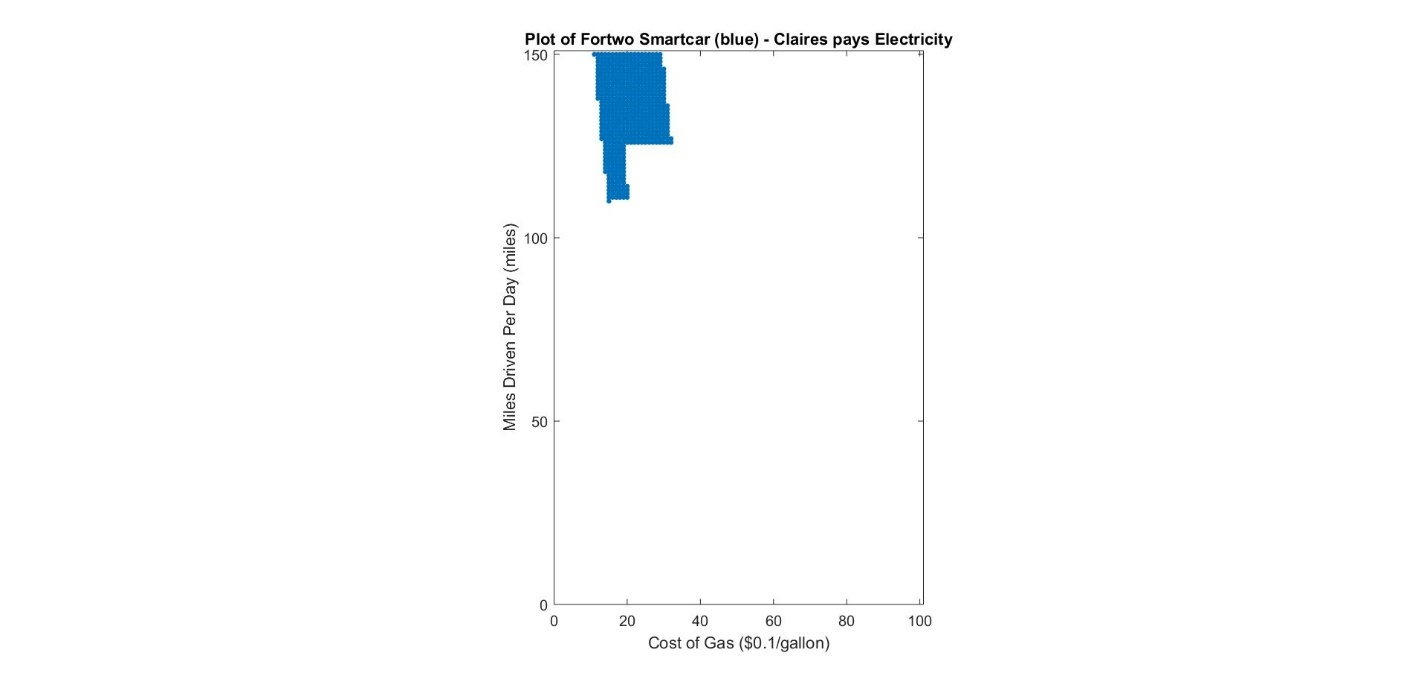 Plot of Fortwo Smartcar (blue) - Claires pays Electricity
150
100
50
0
Miles Driven Per Day (miles)
0 20 40 60 80 100
Cost of Gas ($0.1/gallon)